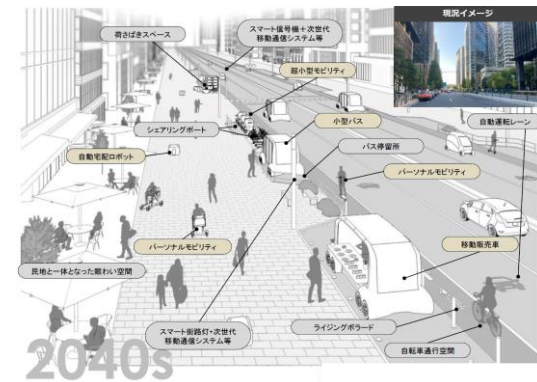 現況イメージ
荷さばきスペース
スマート信号機+次世代
移動通信システム等
超小型モビリティ
シェアリングポート
小型バス
自動運転レーン
自動宅配ロボット
バス停留所
パーソナルモビリティ
パーソナルモビリティ
移動販売車
民地と一体となった賑わい空間
スマート街路灯+次世代
移動通信システム等
ライジングボラード
自転車通行空間
2040s